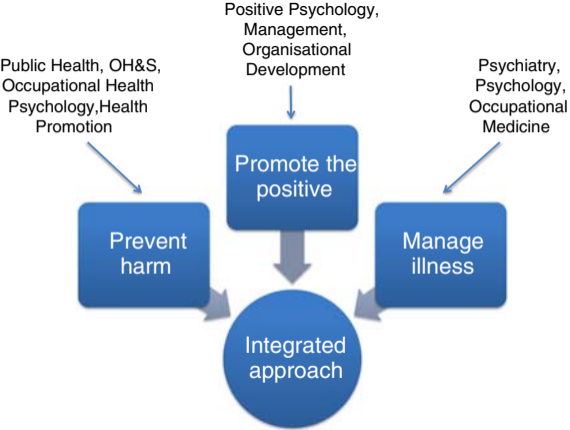 Positive Psychology,
Management,
Organisational
Development
Public Health, OH&S,
Occupational Health
Psychology,Health
Promotion
Psychiatry,
Psychology,
Occupational
Medicine
Promote the
positive
Prevent
harm
Manage
illness
Integrated
approach